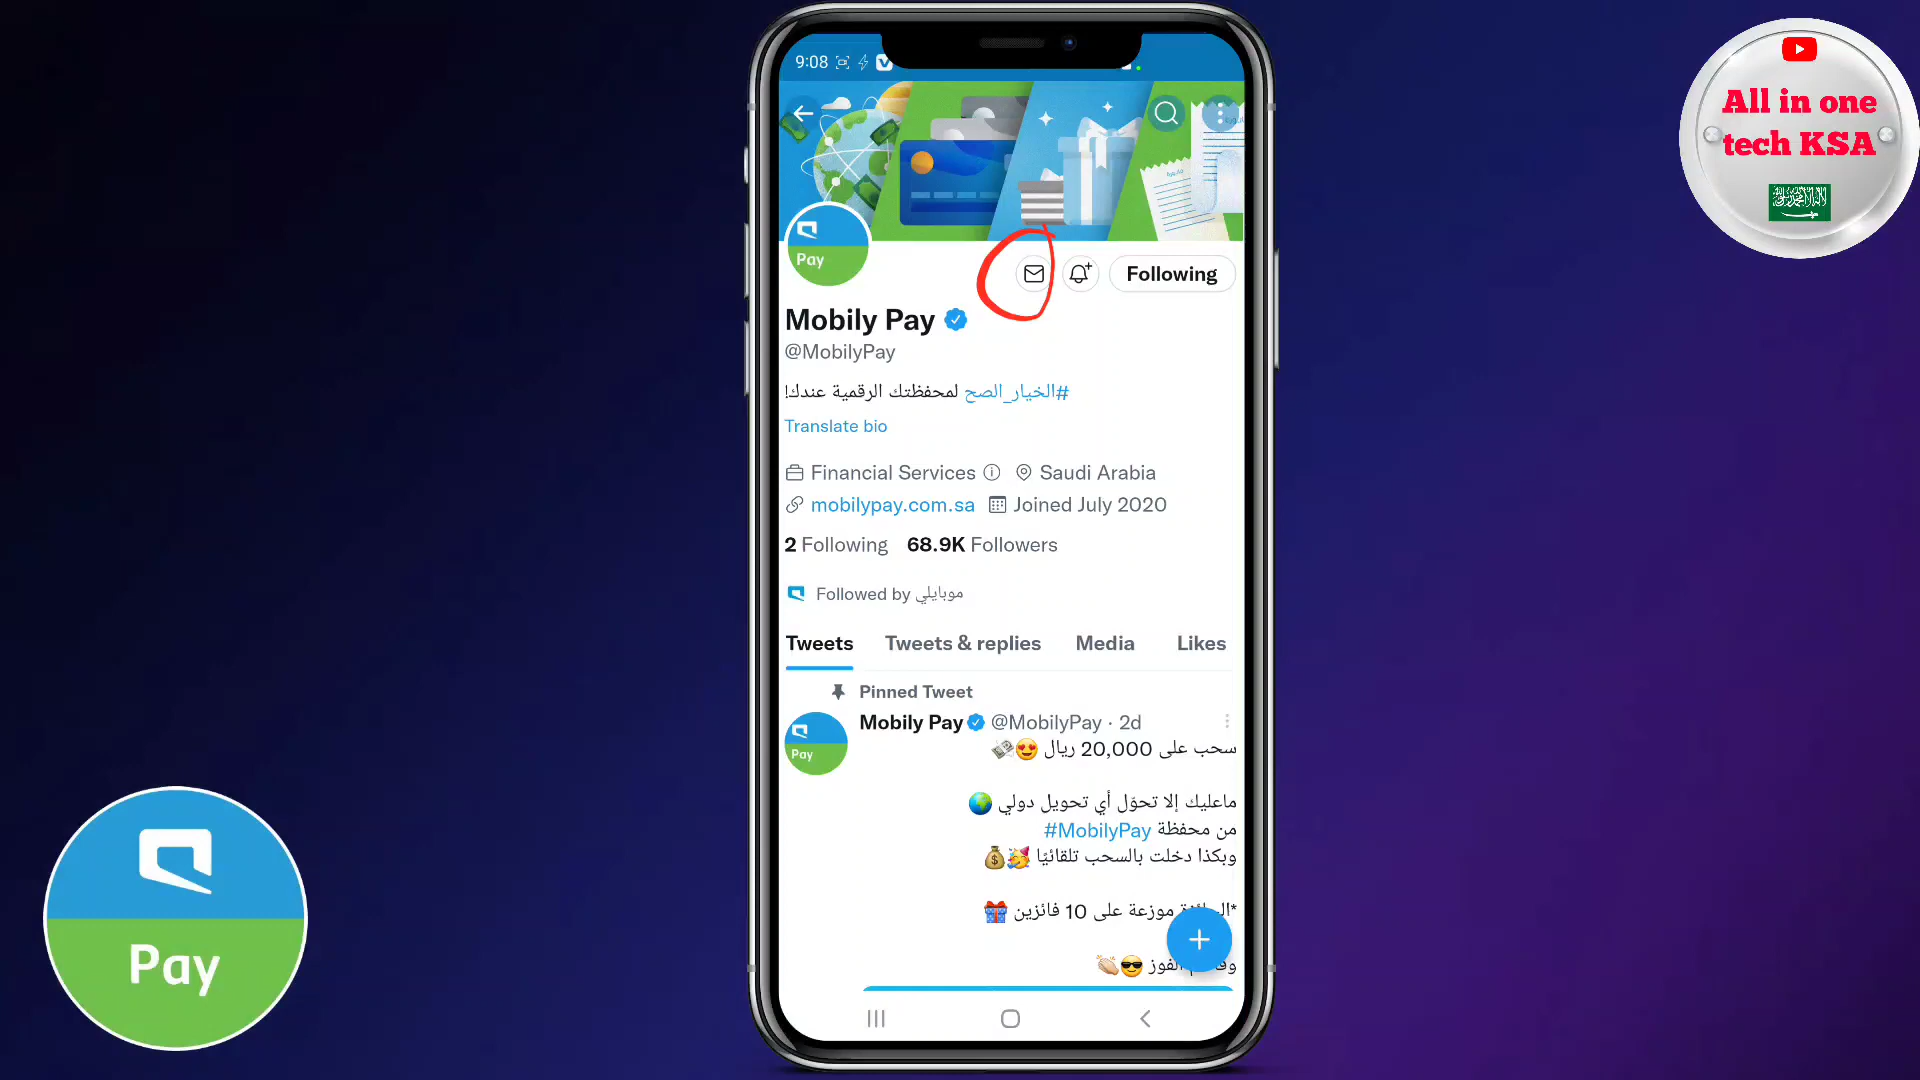 9:08
All in one
tech KSA
Pay
Following
Mobily Pay
@MobilyPay
#الخيار_الصح لمحفظتك الرقمية عندك!
Translate bio
Financial Services Saudi Arabia
mobilypay.com.sa Joined July 2020
2 Following 68.9K Followers
Followed by موبايلي
Tweets Tweets & replies Media Likes
Pinned Tweet
Mobily Pay @MobilyPay · 2d
Pay
سحب على 20,000 ريال 😍💸
ماعليك إلا تحوّل أي تحويل دولي 🌍
من محفظة #MobilyPay
وبكذا دخلت بالسحب تلقائيًا 🥳💰
موزعة على 10 فائزين 🎁
الفوز 😎👏🏻
Pay